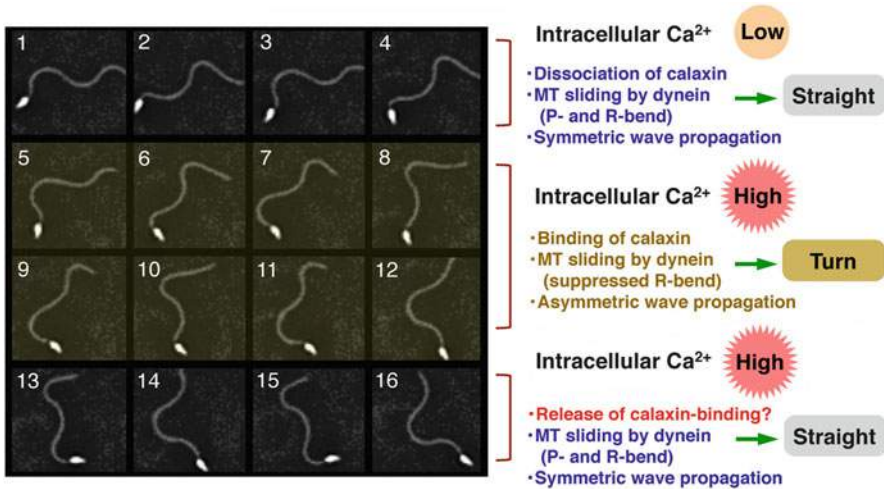 1
2
3
4
Intracellular Ca²⁺
Low
•Dissociation of calaxin
•MT sliding by dynein
(P- and R-bend)
•Symmetric wave propagation
Straight
5
6
7
8
Intracellular Ca²⁺
High
•Binding of calaxin
•MT sliding by dynein
(suppressed R-bend)
•Asymmetric wave propagation
Turn
9
10
11
12
Intracellular Ca²⁺
High
13
14
15
16
•Release of calaxin-binding?
•MT sliding by dynein
(P- and R-bend)
•Symmetric wave propagation
Straight